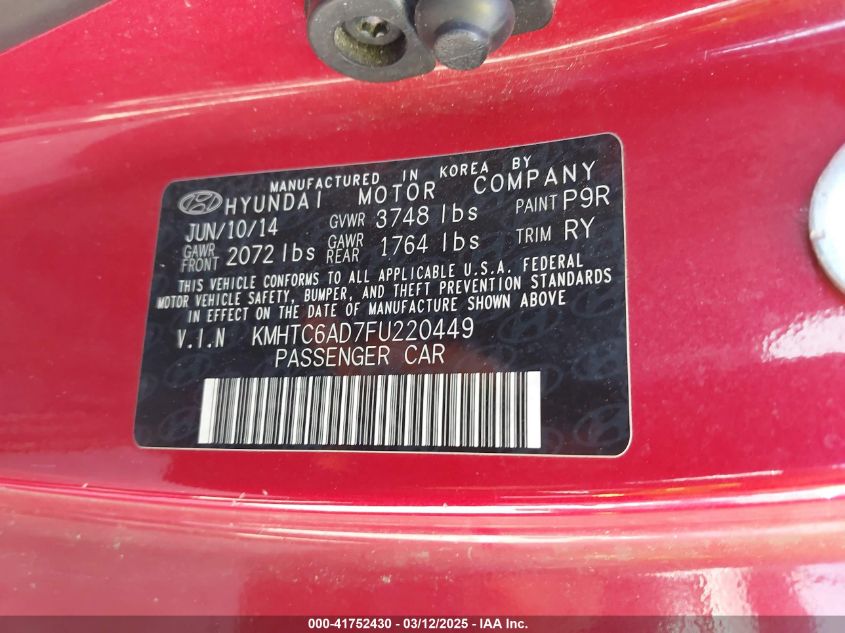 MANUFACTURED IN KOREA BY
HYUNDAI MOTOR COMPANY
JUN/10/14 GVWR 3748 lbs PAINT P9R
GAWR FRONT 2072 lbs GAWR REAR 1764 lbs TRIM RY
THIS VEHICLE CONFORMS TO ALL APPLICABLE U.S.A. FEDERAL
MOTOR VEHICLE SAFETY, BUMPER, AND THEFT PREVENTION STANDARDS
IN EFFECT ON THE DATE OF MANUFACTURE SHOWN ABOVE
V.I.N KMHTC6AD7FU220449
PASSENGER CAR
000-41752430 - 03/12/2025 - IAA Inc.